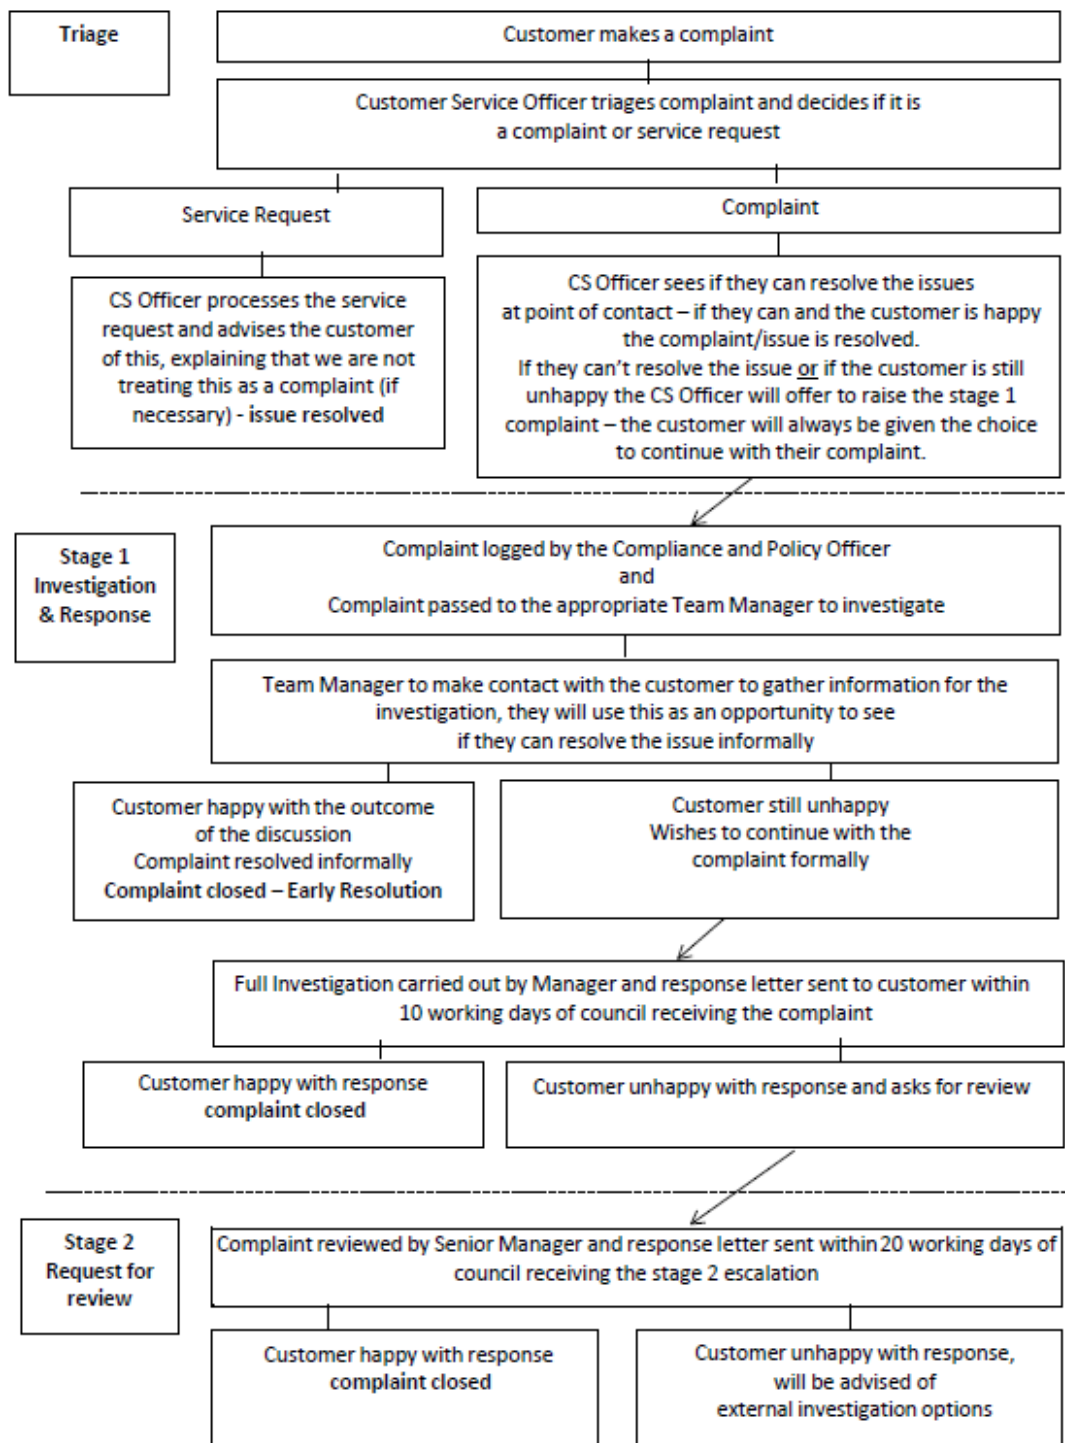 Triage
Customer makes a complaint
Customer Service Officer triages complaint and decides if it is
a complaint or service request
Service Request
Complaint
CS Officer processes the service
request and advises the customer
of this, explaining that we are not
treating this as a complaint (if
necessary) - issue resolved
CS Officer sees if they can resolve the issues
at point of contact – if they can and the customer is happy
the complaint/issue is resolved.
If they can't resolve the issue or if the customer is still
unhappy the CS Officer will offer to raise the stage 1
complaint – the customer will always be given the choice
to continue with their complaint.
Stage 1
Investigation
& Response
Complaint logged by the Compliance and Policy Officer
and
Complaint passed to the appropriate Team Manager to investigate
Team Manager to make contact with the customer to gather information for the
investigation, they will use this as an opportunity to see
if they can resolve the issue informally
Customer happy with the outcome
of the discussion
Complaint resolved informally
Complaint closed – Early Resolution
Customer still unhappy
Wishes to continue with the
complaint formally
Full Investigation carried out by Manager and response letter sent to customer within
10 working days of council receiving the complaint
Customer happy with response
complaint closed
Customer unhappy with response and asks for review
Stage 2
Request for
review
Complaint reviewed by Senior Manager and response letter sent within 20 working days of
council receiving the stage 2 escalation
Customer happy with response
complaint closed
Customer unhappy with response,
will be advised of
external investigation options